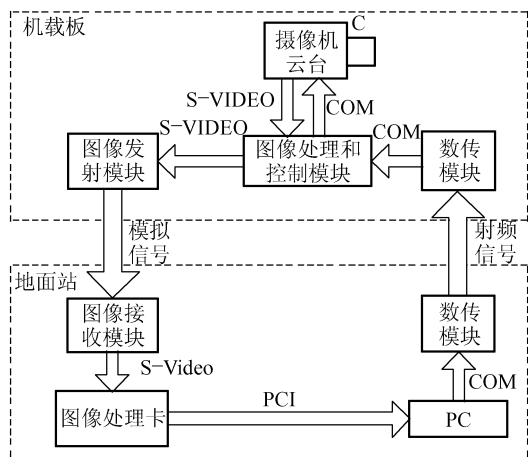 机载板
摄像机
云台
C
S-VIDEO
COM
S-VIDEO
COM
图像发
射模块
图像处理和
控制模块
数传
模块
模拟
信号
射频
信号
地面站
图像接
收模块
数传
模块
S-Video
COM
图像处理卡
PCI
PC